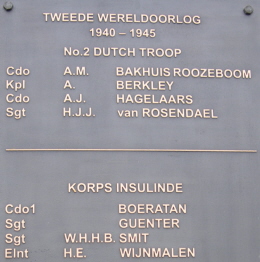 TWEEDE WERELDOORLOG
1940 – 1945
No.2 DUTCH TROOP
Cdo A.M. BAKHUIS ROOZEBOOM
Kpl A. BERKLEY
Cdo A.J. HAGELAARS
Sgt H.J.J. van ROSENDAEL
KORPS INSULINDE
Cdo1 BOERATAN
Sgt GUENTER
Sgt W.H.H.B. SMIT
Elnt H.E. WIJNMALEN